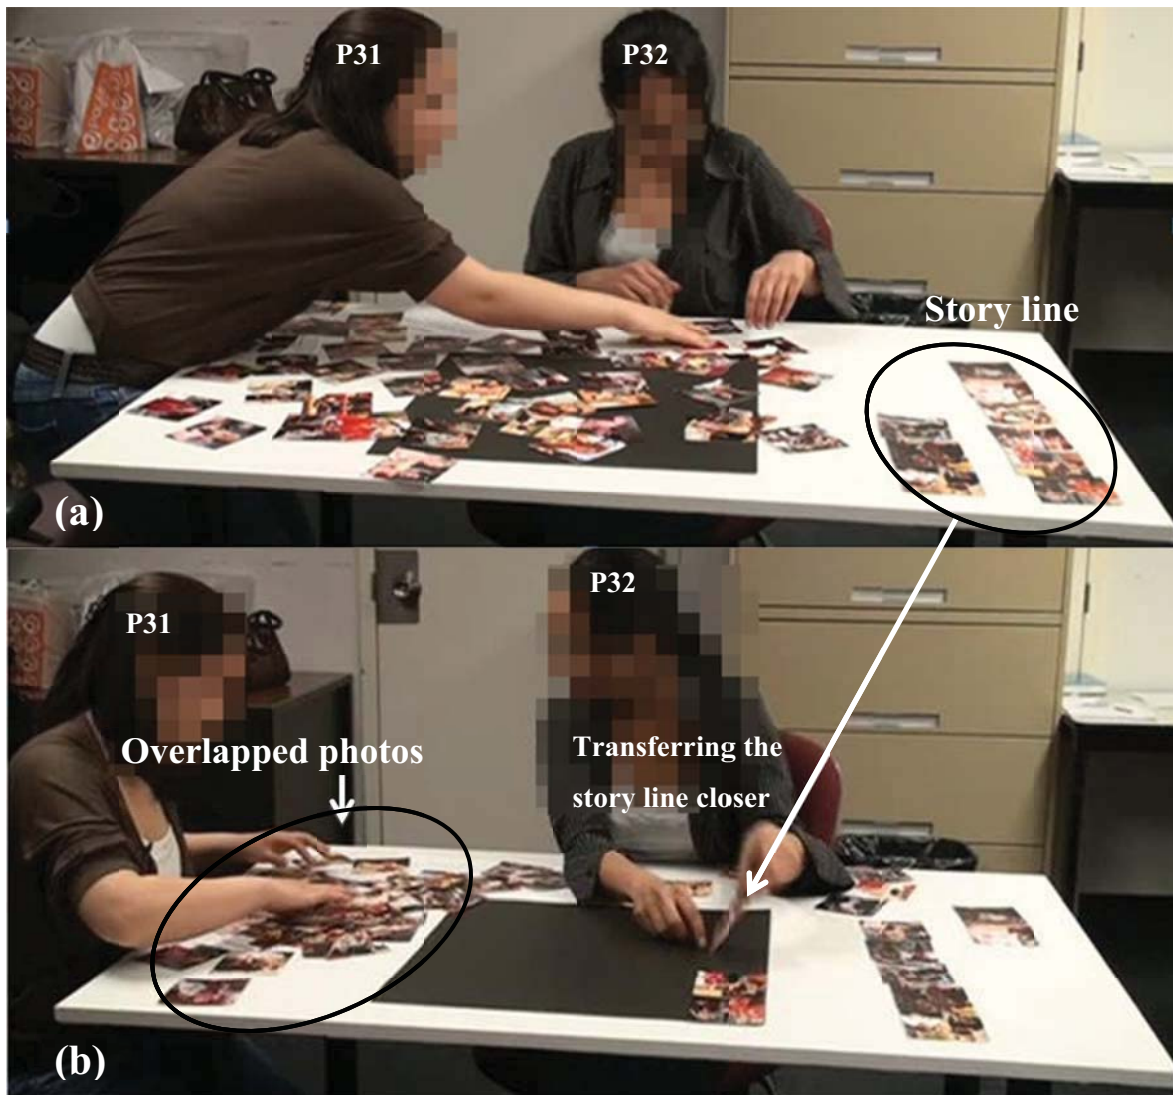 P31
P32
Story line
(a)
P32
P31
Overlapped photos
Transferring the
story line closer
(b)